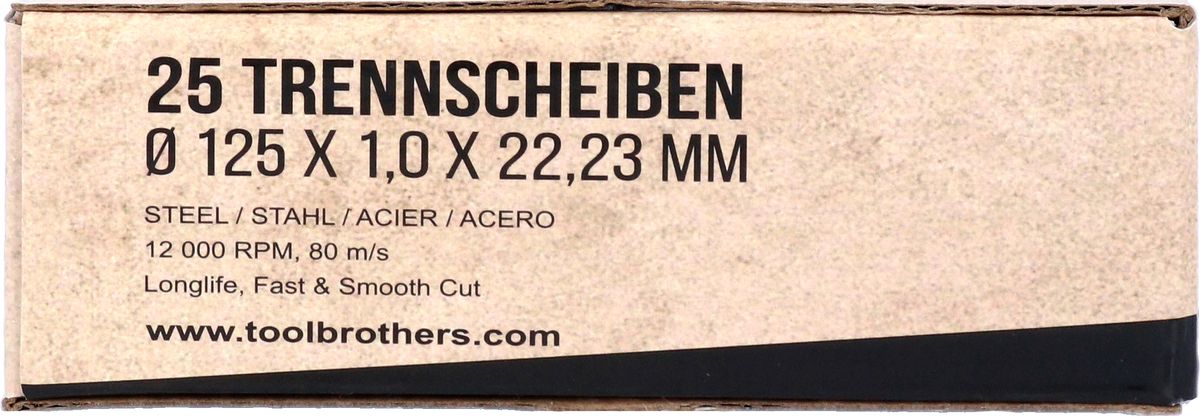 25 TRENNSCHEIBEN
Ø 125 X 1,0 X 22,23 MM
STEEL / STAHL / ACIER / ACERO
12 000 RPM, 80 m/s
Longlife, Fast & Smooth Cut
www.toolbrothers.com